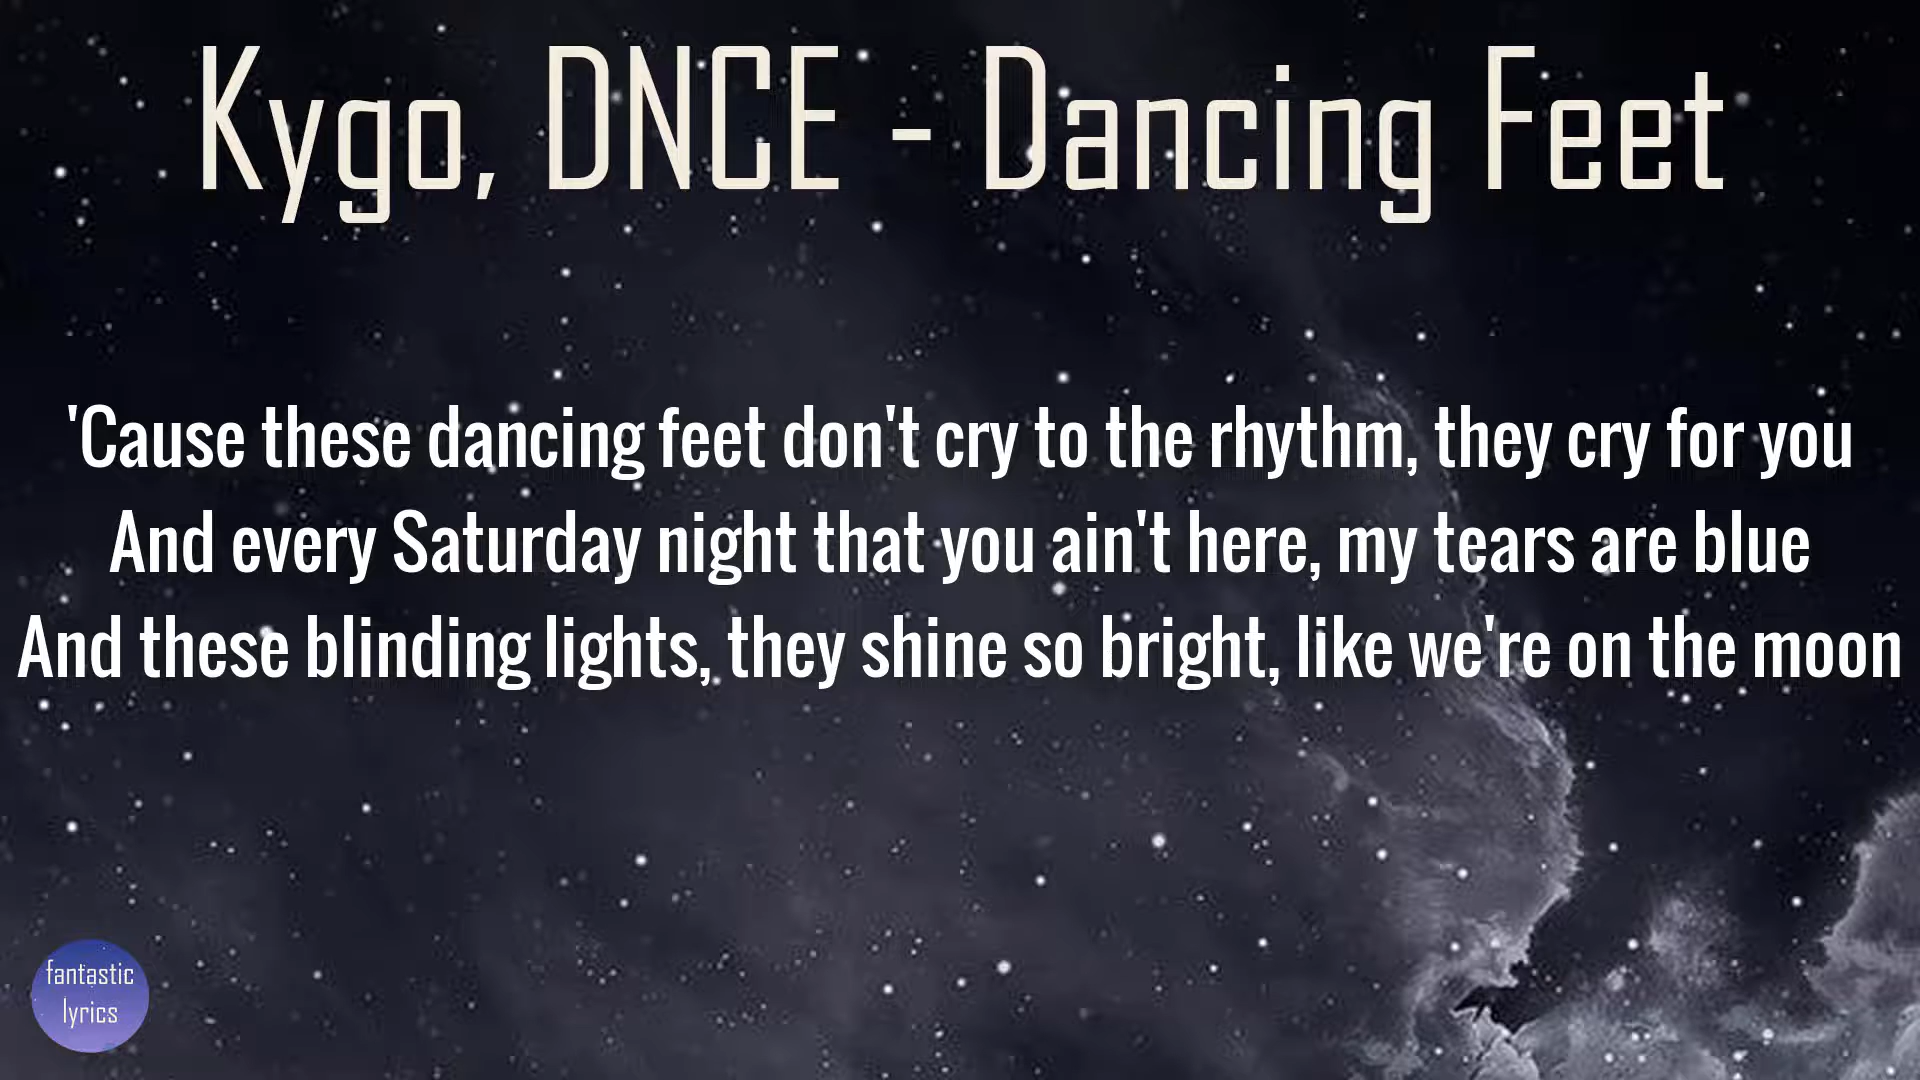 Kygo, DNCE - Dancing Feet
'Cause these dancing feet don't cry to the rhythm, they cry for you
And every Saturday night that you ain't here, my tears are blue
And these blinding lights, they shine so bright, like we're on the moon
fantastic
lyrics